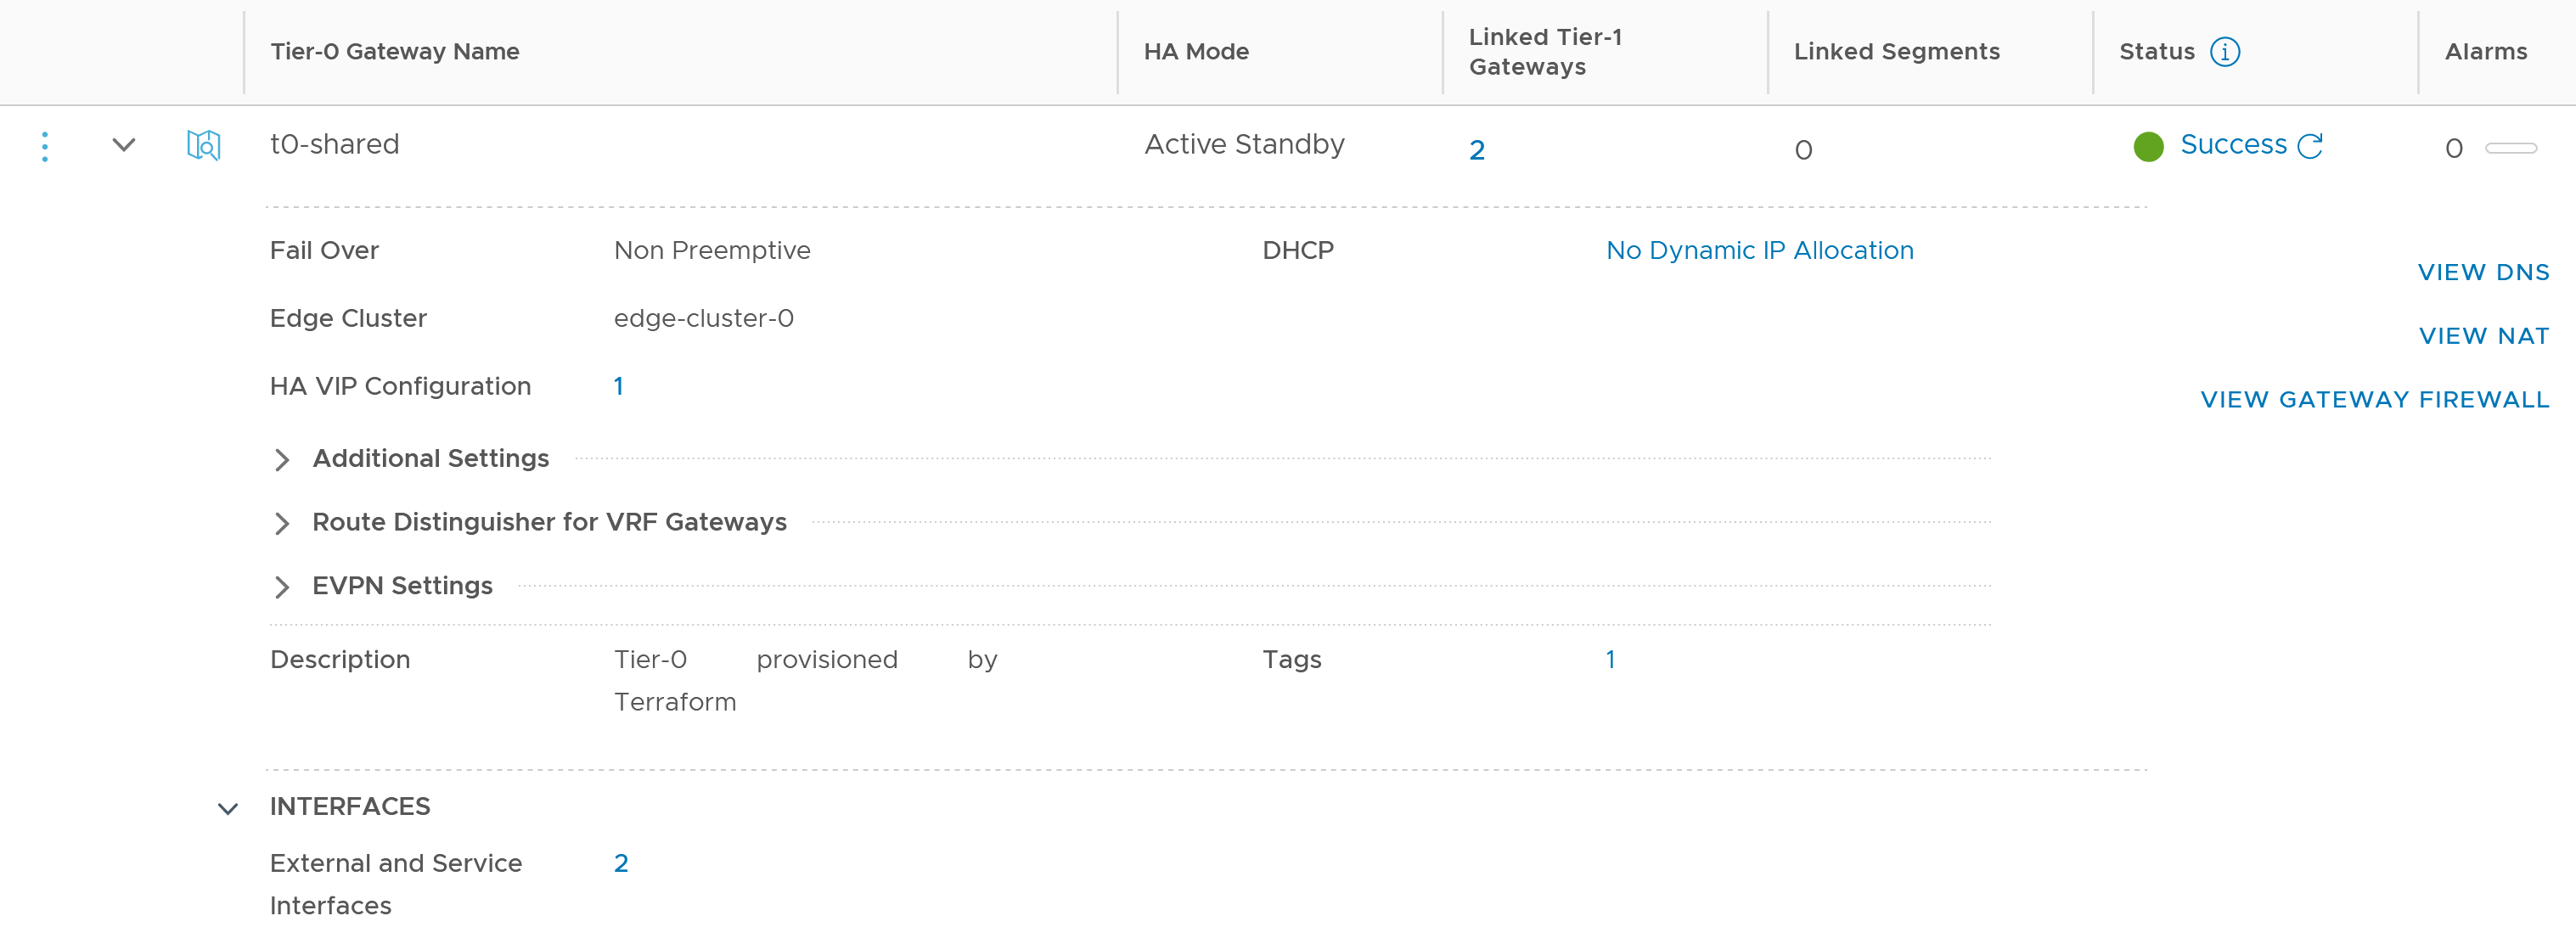 Tier-0 Gateway Name
HA Mode
Linked Tier-1
Gateways
Linked Segments
Status
Alarms
t0-shared
Active Standby
2
0
Success
0
Fail Over
Non Preemptive
DHCP
No Dynamic IP Allocation
VIEW DNS
Edge Cluster
edge-cluster-0
VIEW NAT
HA VIP Configuration
1
VIEW GATEWAY FIREWALL
Additional Settings
Route Distinguisher for VRF Gateways
EVPN Settings
Description
Tier-0 provisioned by
Terraform
Tags
1
INTERFACES
External and Service
Interfaces
2